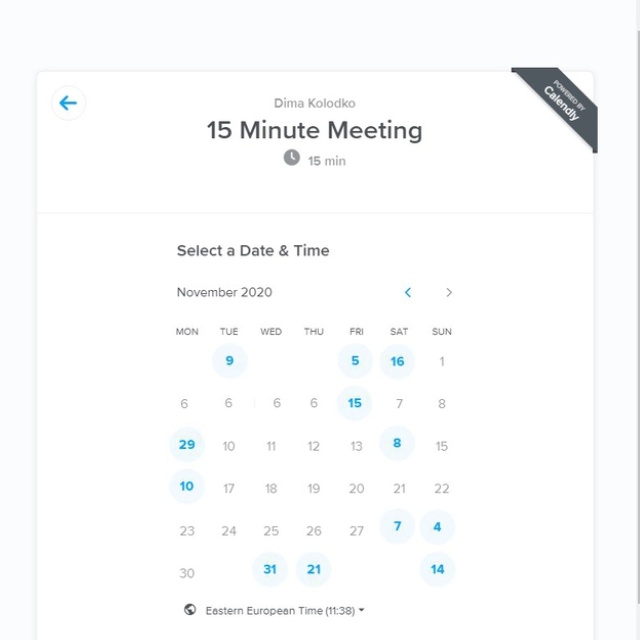 POWERED BY
Calendly
Dima Kolodko
15 Minute Meeting
15 min
Select a Date & Time
November 2020
MON TUE WED THU FRI SAT SUN
9 5 16 1
6 6 6 6 15 7 8
29 10 11 12 13 8 15
10 17 18 19 20 21 22
23 24 25 26 27 7 4
30 31 21 14
Eastern European Time (11:38)